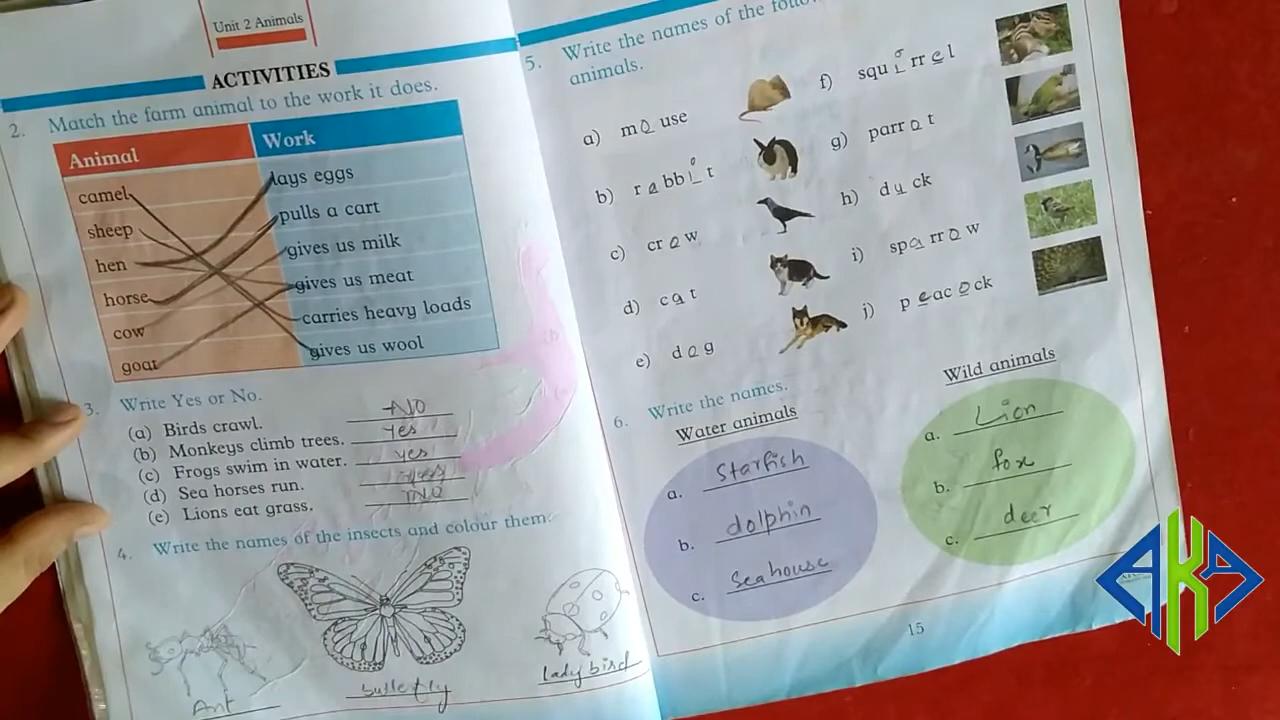 Unit 2 Animals
ACTIVITIES
2. Match the farm animal to the work it does.
Animal Work
camel lays eggs
sheep pulls a cart
hen gives us milk
horse gives us meat
cow carries heavy loads
goat gives us wool
3. Write Yes or No.
(a) Birds crawl. NO
(b) Monkeys climb trees. Yes
(c) Frogs swim in water. Yes
(d) Sea horses run.
(e) Lions eat grass. NO
4. Write the names of the insects and colour them.
Ant butterfly lady bird
5. Write the names of the
animals.
a) mouse
b) rabbit
c) crow
d) cat
e) dog
f) squirrel
g) parrot
h) duck
i) sparrow
j) peacock
6. Write the names.
Water animals
a. Starfish
b. dolphin
c. Seahouse
Wild animals
a. Lion
b. fox
c. deer
15
AKA